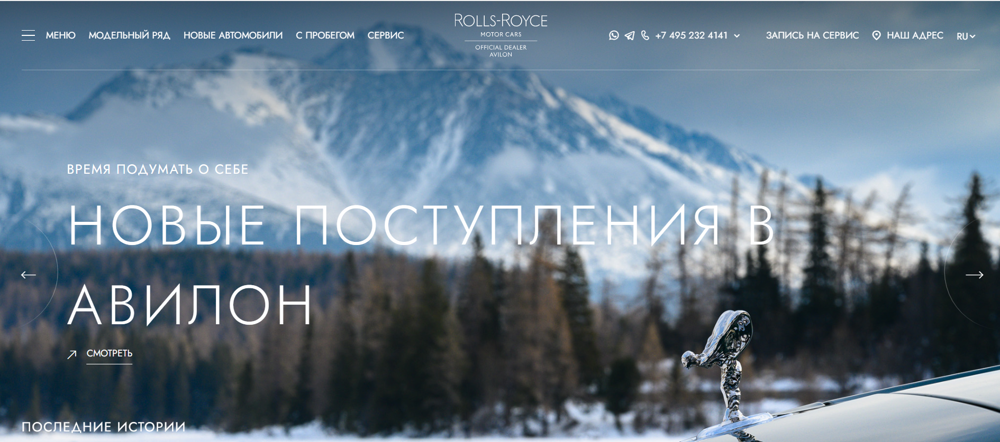 МЕНЮ МОДЕЛЬНЫЙ РЯД НОВЫЕ АВТОМОБИЛИ С ПРОБЕГОМ СЕРВИС
ROLLS-ROYCE
MOTOR CARS
OFFICIAL DEALER
AVILON
+7 495 232 4141 ЗАПИСЬ НА СЕРВИС НАШ АДРЕС RU
ВРЕМЯ ПОДУМАТЬ О СЕБЕ
НОВЫЕ ПОСТУПЛЕНИЯ В
АВИЛОН
СМОТРЕТЬ
ПОСЛЕДНИЕ ИСТОРИИ